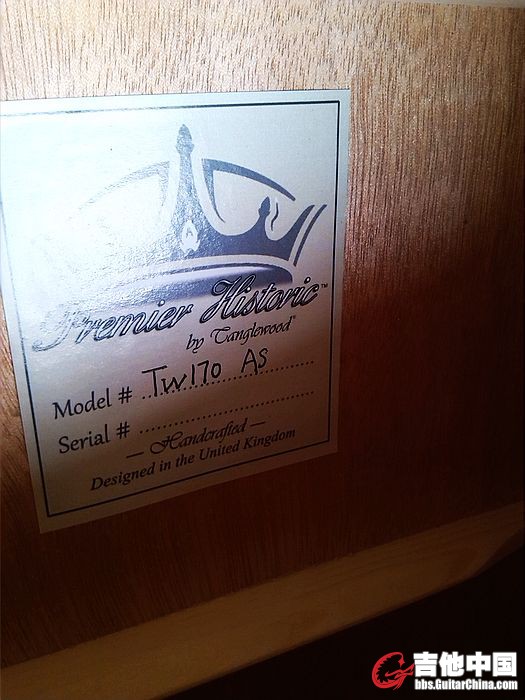 Premier Historic™
by Tanglewood®
Model # TW170 AS
Serial #
— Handcrafted —
Designed in the United Kingdom
吉他中国
bbs.GuitarChina.com